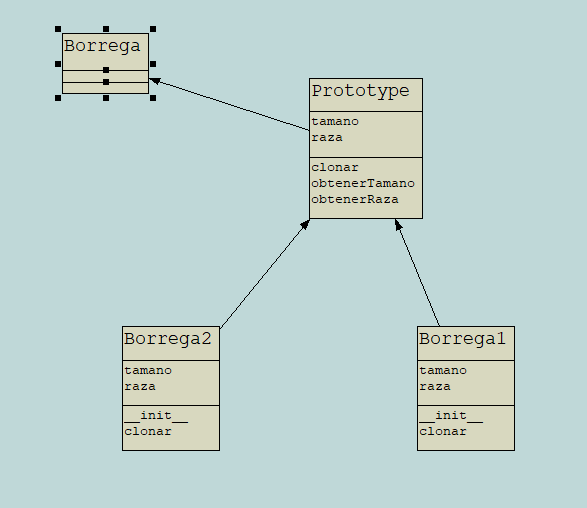 Borrega
Prototype
tamano
raza
clonar
obtenerTamano
obtenerRaza
Borrega2
tamano
raza
__init__
clonar
Borrega1
tamano
raza
__init__
clonar